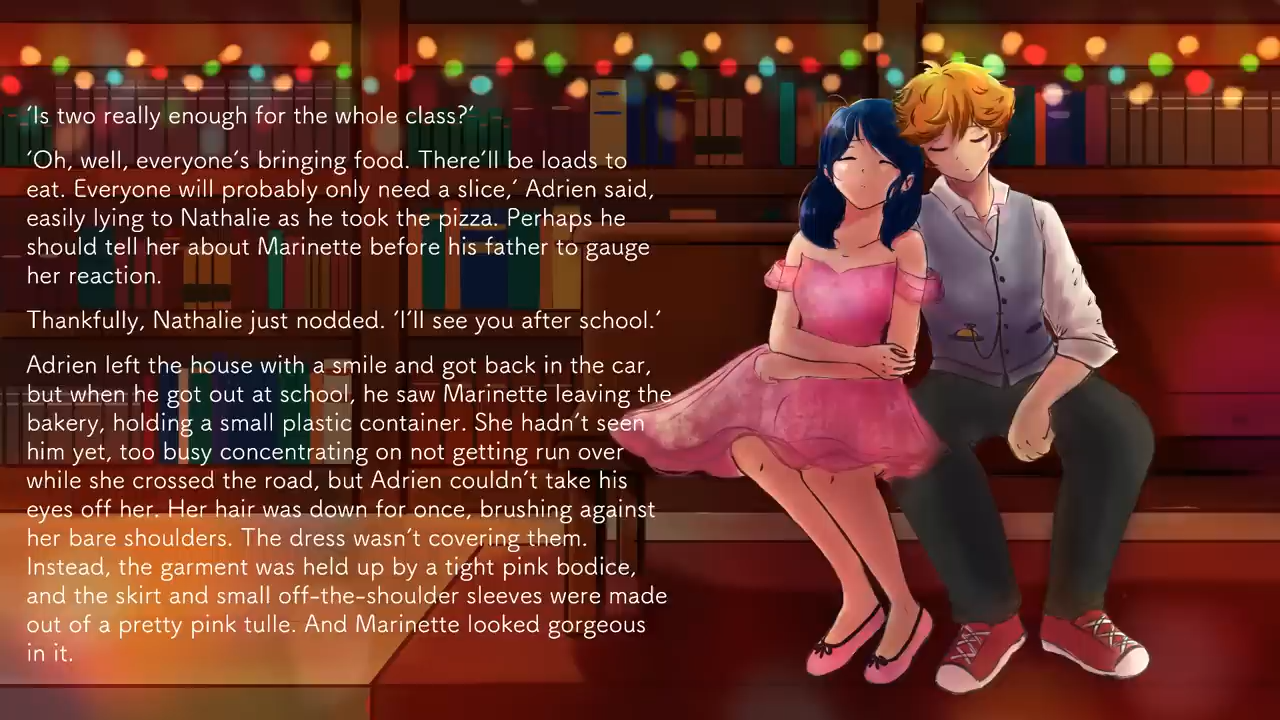 ‘Is two really enough for the whole class?’
‘Oh, well, everyone’s bringing food. There’ll be loads to
eat. Everyone will probably only need a slice,’ Adrien said,
easily lying to Nathalie as he took the pizza. Perhaps he
should tell her about Marinette before his father to gauge
her reaction.
Thankfully, Nathalie just nodded. ‘I’ll see you after school.’
Adrien left the house with a smile and got back in the car,
but when he got out at school, he saw Marinette leaving the
bakery, holding a small plastic container. She hadn’t seen
him yet, too busy concentrating on not getting run over
while she crossed the road, but Adrien couldn’t take his
eyes off her. Her hair was down for once, brushing against
her bare shoulders. The dress wasn’t covering them.
Instead, the garment was held up by a tight pink bodice,
and the skirt and small off-the-shoulder sleeves were made
out of a pretty pink tulle. And Marinette looked gorgeous
in it.